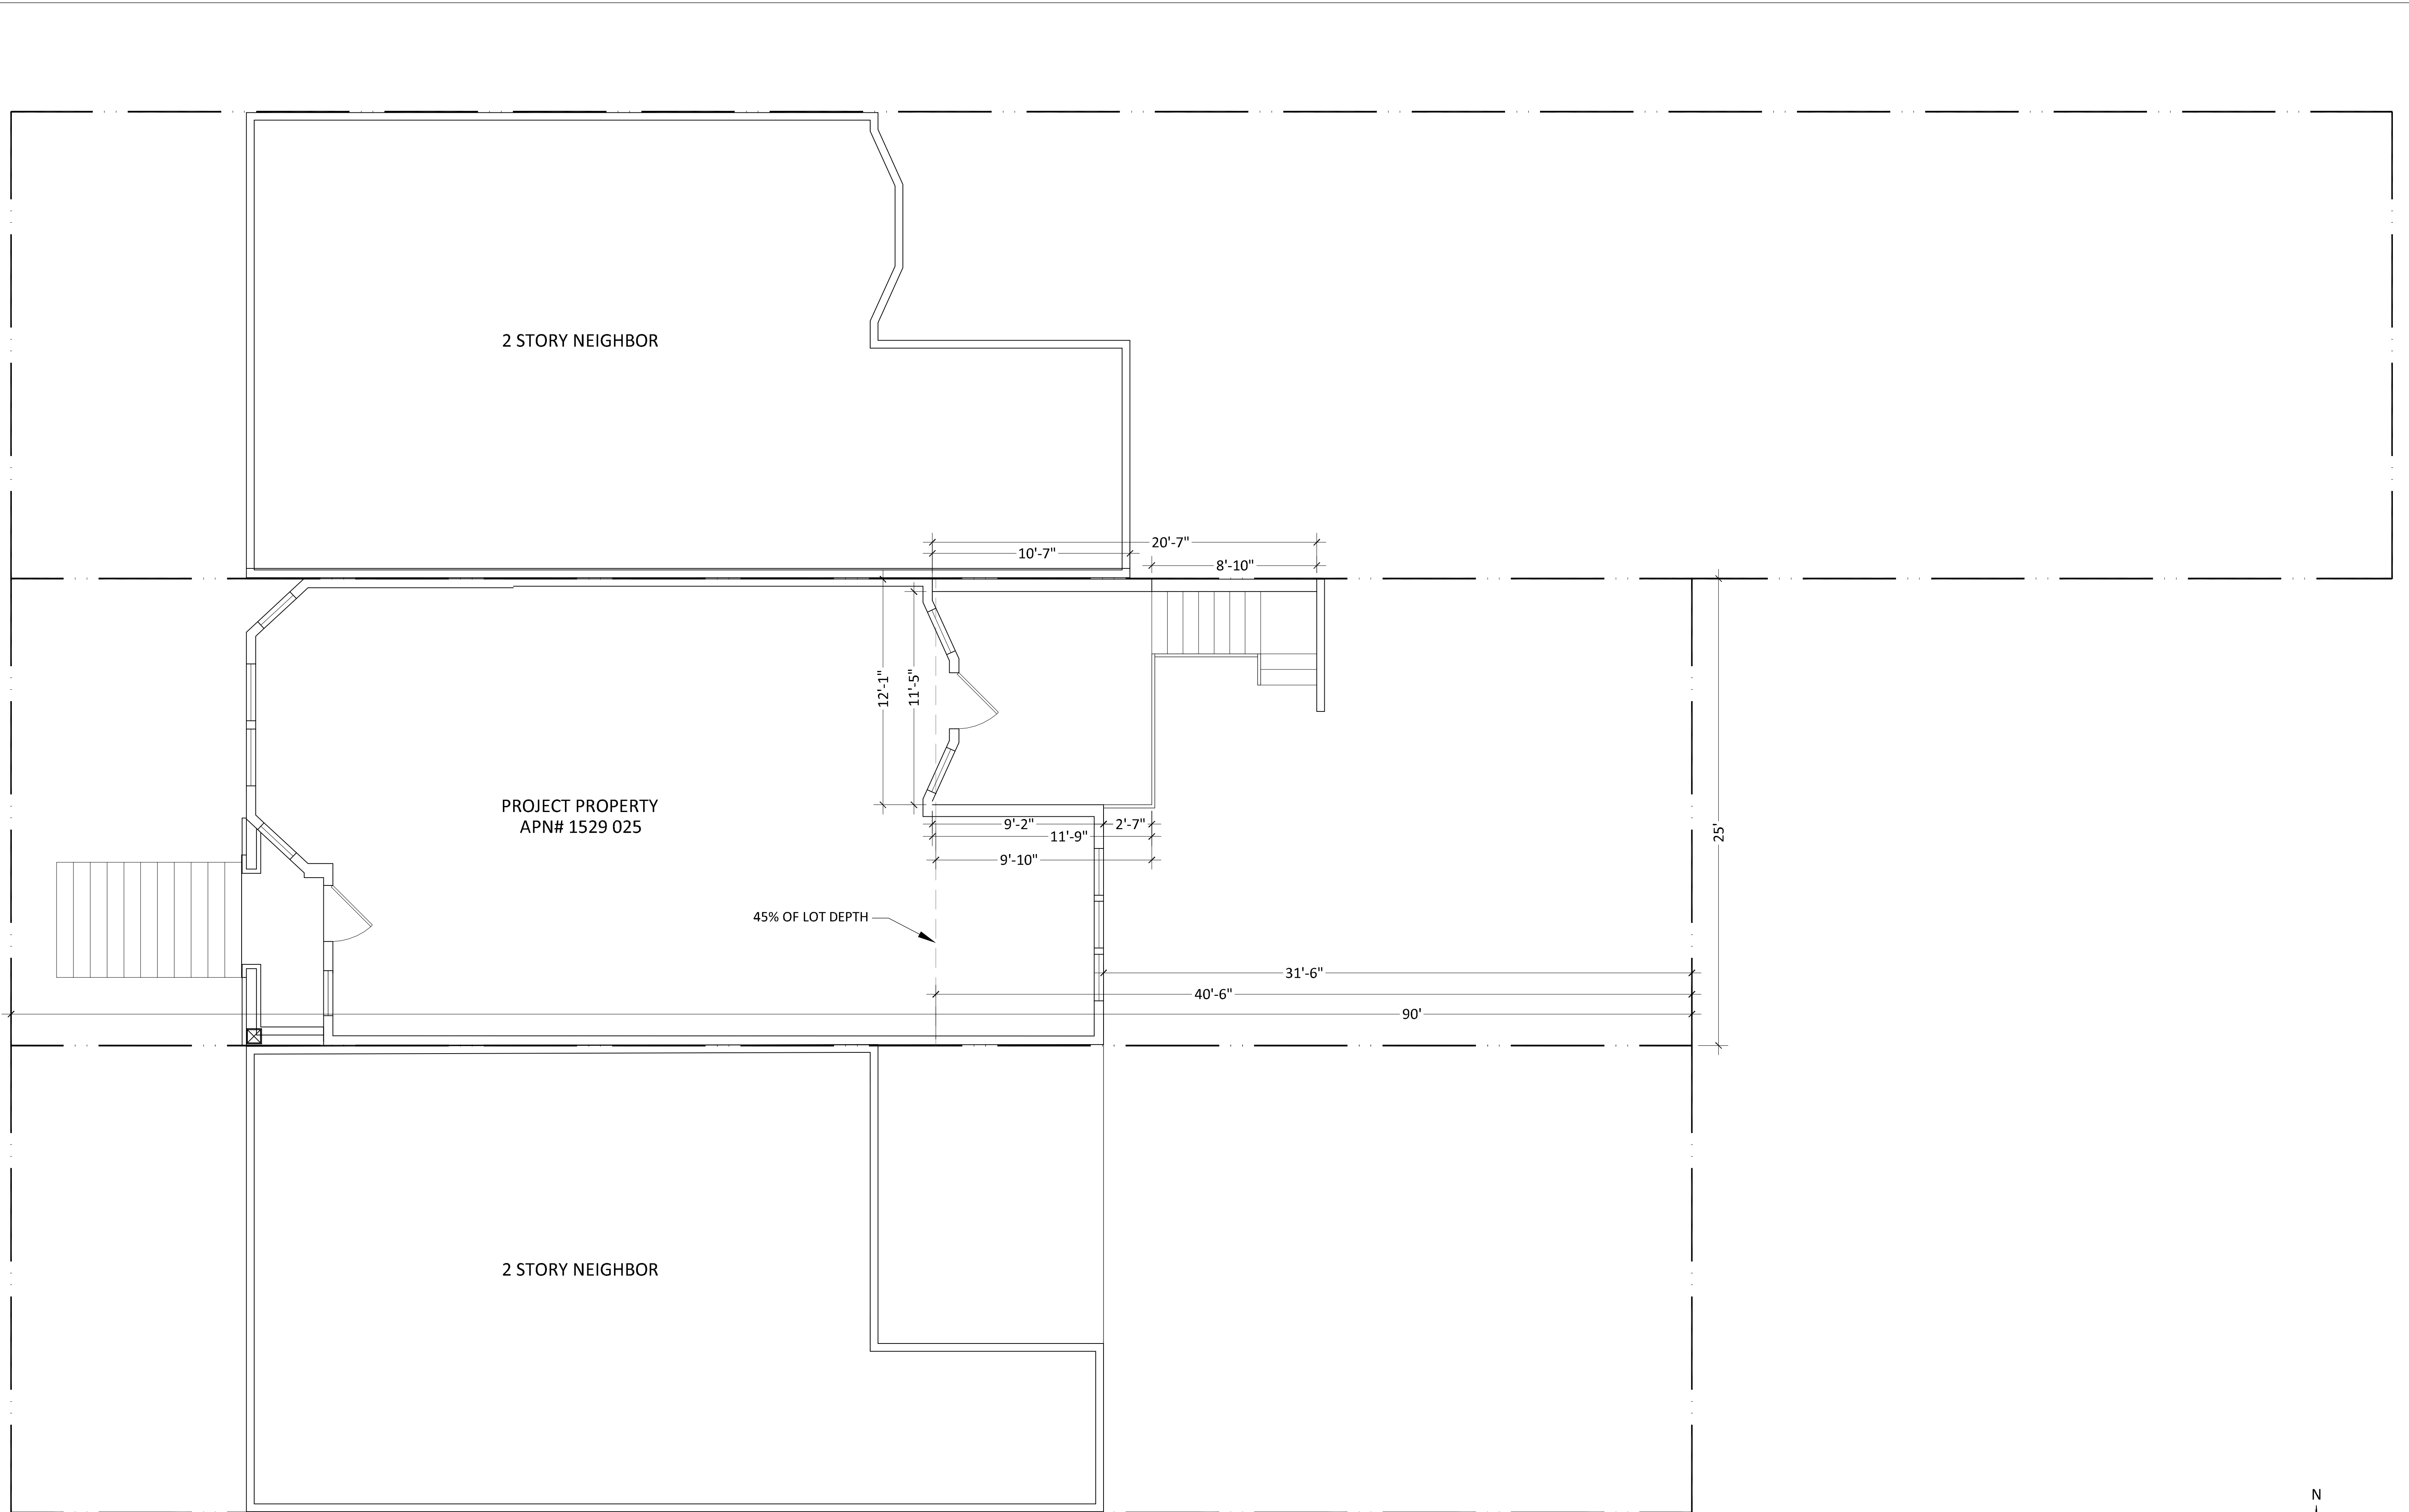 2 STORY NEIGHBOR
20'-7"
10'-7"
8'-10"
12'-1"
11'-5"
PROJECT PROPERTY
APN# 1529 025
9'-2"
2'-7"
11'-9"
9'-10"
25'
45% OF LOT DEPTH
31'-6"
40'-6"
90'
2 STORY NEIGHBOR
N